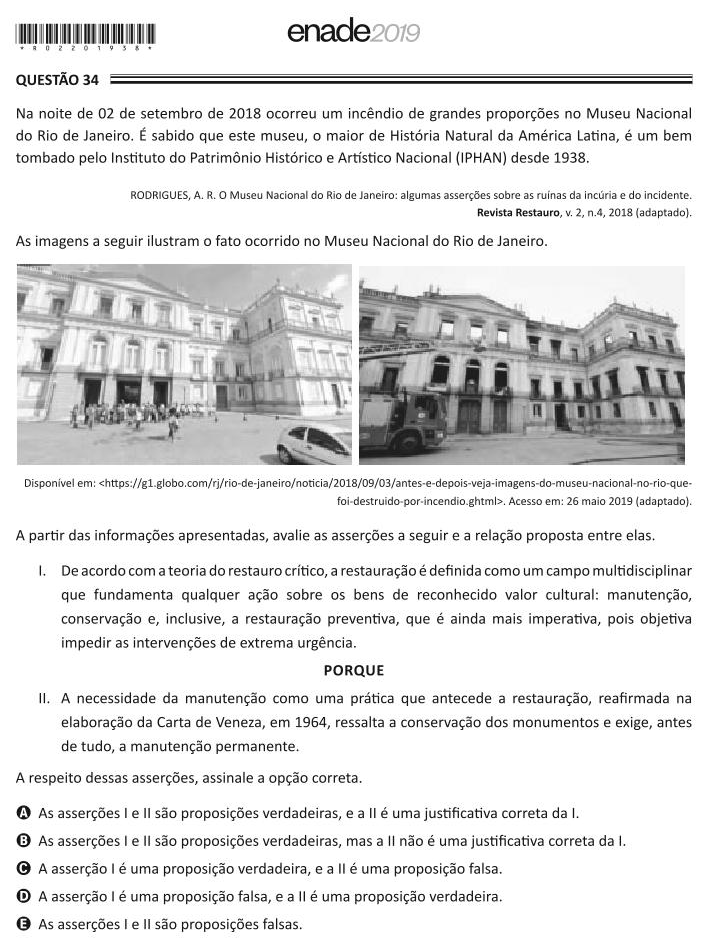 * R 0 2 2 0 1 9 3 8 *
enade2019
QUESTÃO 34
Na noite de 02 de setembro de 2018 ocorreu um incêndio de grandes proporções no Museu Nacional
do Rio de Janeiro. É sabido que este museu, o maior de História Natural da América Latina, é um bem
tombado pelo Instituto do Patrimônio Histórico e Artístico Nacional (IPHAN) desde 1938.
RODRIGUES, A. R. O Museu Nacional do Rio de Janeiro: algumas asserções sobre as ruínas da incúria e do incidente.
Revista Restauro, v. 2, n.4, 2018 (adaptado).
As imagens a seguir ilustram o fato ocorrido no Museu Nacional do Rio de Janeiro.
Disponível em: <https://g1.globo.com/rj/rio-de-janeiro/noticia/2018/09/03/antes-e-depois-veja-imagens-do-museu-nacional-no-rio-que-
foi-destruido-por-incendio.ghtml>. Acesso em: 26 maio 2019 (adaptado).
A partir das informações apresentadas, avalie as asserções a seguir e a relação proposta entre elas.
I. De acordo com a teoria do restauro crítico, a restauração é definida como um campo multidisciplinar
que fundamenta qualquer ação sobre os bens de reconhecido valor cultural: manutenção,
conservação e, inclusive, a restauração preventiva, que é ainda mais imperativa, pois objetiva
impedir as intervenções de extrema urgência.
PORQUE
II. A necessidade da manutenção como uma prática que antecede a restauração, reafirmada na
elaboração da Carta de Veneza, em 1964, ressalta a conservação dos monumentos e exige, antes
de tudo, a manutenção permanente.
A respeito dessas asserções, assinale a opção correta.
A As asserções I e II são proposições verdadeiras, e a II é uma justificativa correta da I.
B As asserções I e II são proposições verdadeiras, mas a II não é uma justificativa correta da I.
C A asserção I é uma proposição verdadeira, e a II é uma proposição falsa.
D A asserção I é uma proposição falsa, e a II é uma proposição verdadeira.
E As asserções I e II são proposições falsas.